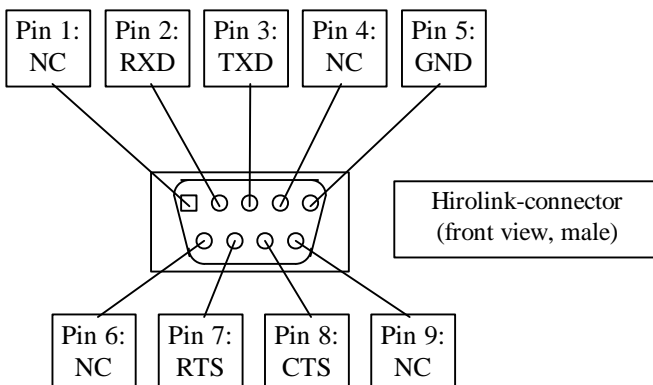 Pin 1:
NC
Pin 2:
RXD
Pin 3:
TXD
Pin 4:
NC
Pin 5:
GND
Hirolink-connector
(front view, male)
Pin 6:
NC
Pin 7:
RTS
Pin 8:
CTS
Pin 9:
NC